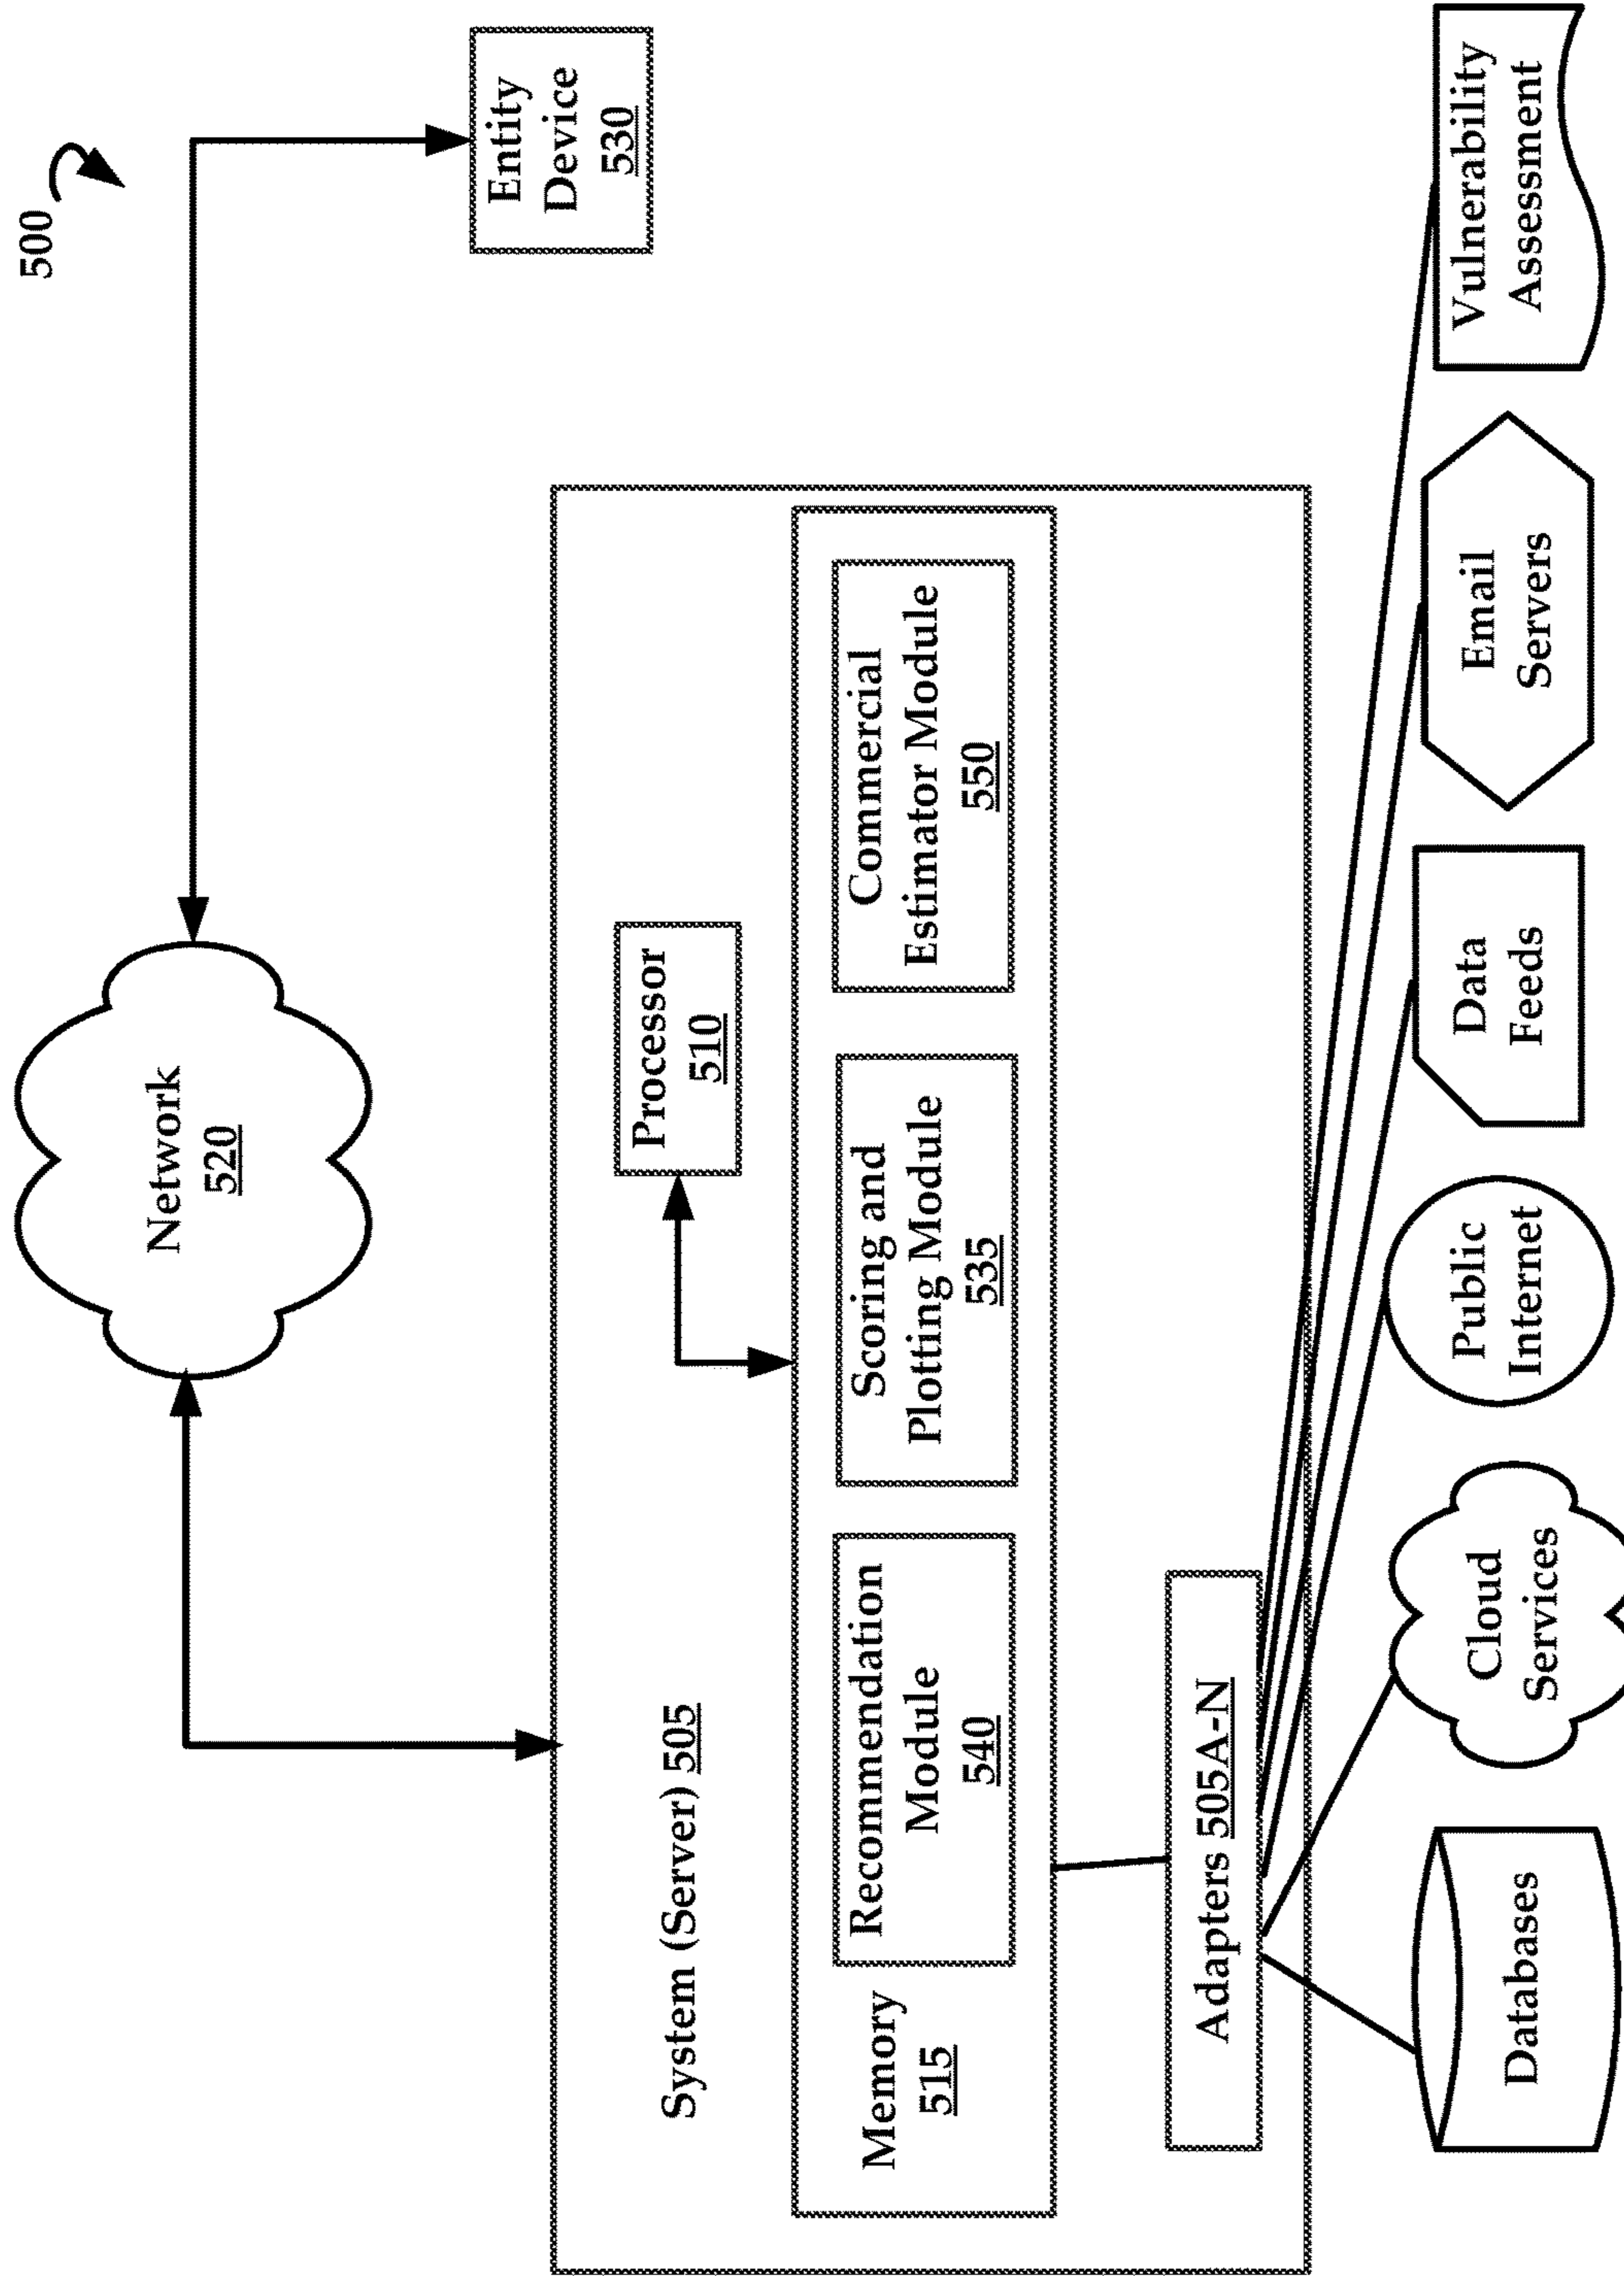 500
Network
520
Entity
Device
530
System (Server) 505
Processor
510
Memory
515
Recommendation
Module
540
Scoring and
Plotting Module
535
Commercial
Estimator Module
550
Adapters 505A-N
Databases
Cloud
Services
Public
Internet
Data
Feeds
Email
Servers
Vulnerability
Assessment